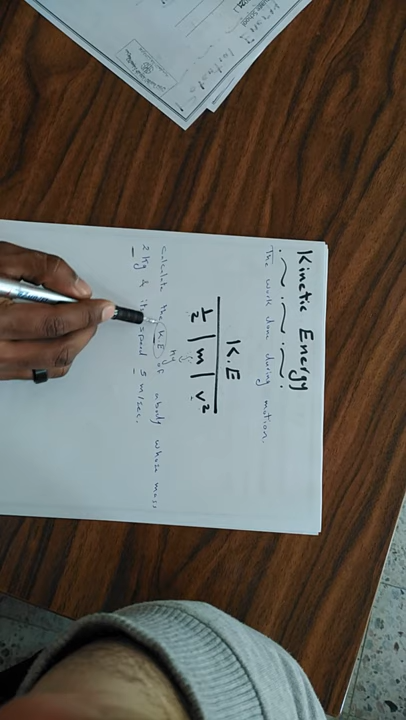 Kinetic Energy
The work done during motion.
K.E
1/2 | m | v²
Kg
calculate the K.E of a body whose mass
2 Kg & its speed 5 m/sec.